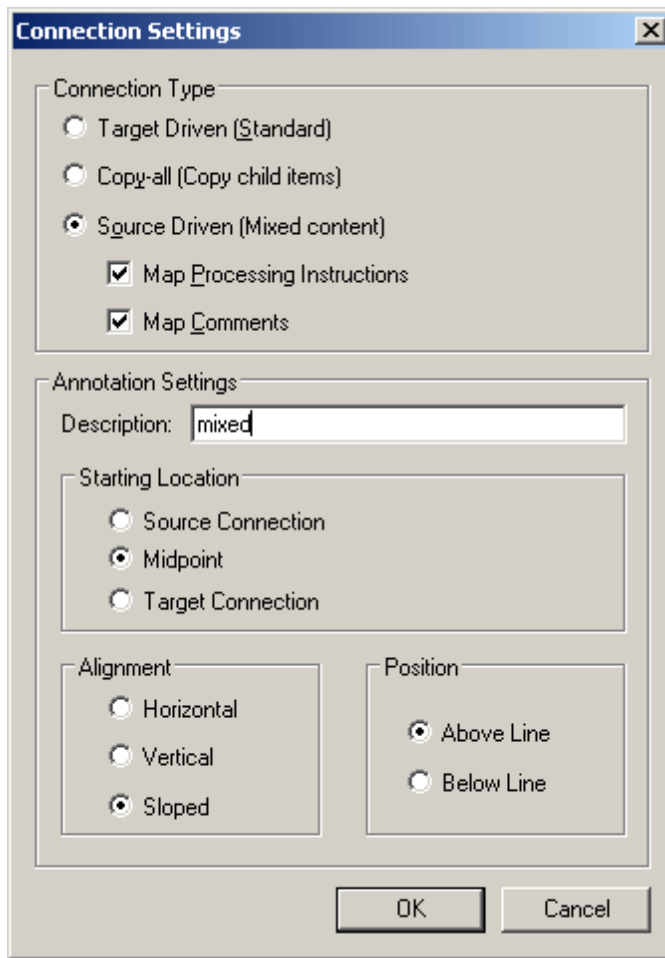 Connection Settings
Connection Type
Target Driven (Standard)
Copy-all (Copy child items)
Source Driven (Mixed content)
Map Processing Instructions
Map Comments
Annotation Settings
Description: mixed
Starting Location
Source Connection
Midpoint
Target Connection
Alignment
Horizontal
Vertical
Sloped
Position
Above Line
Below Line
OK Cancel